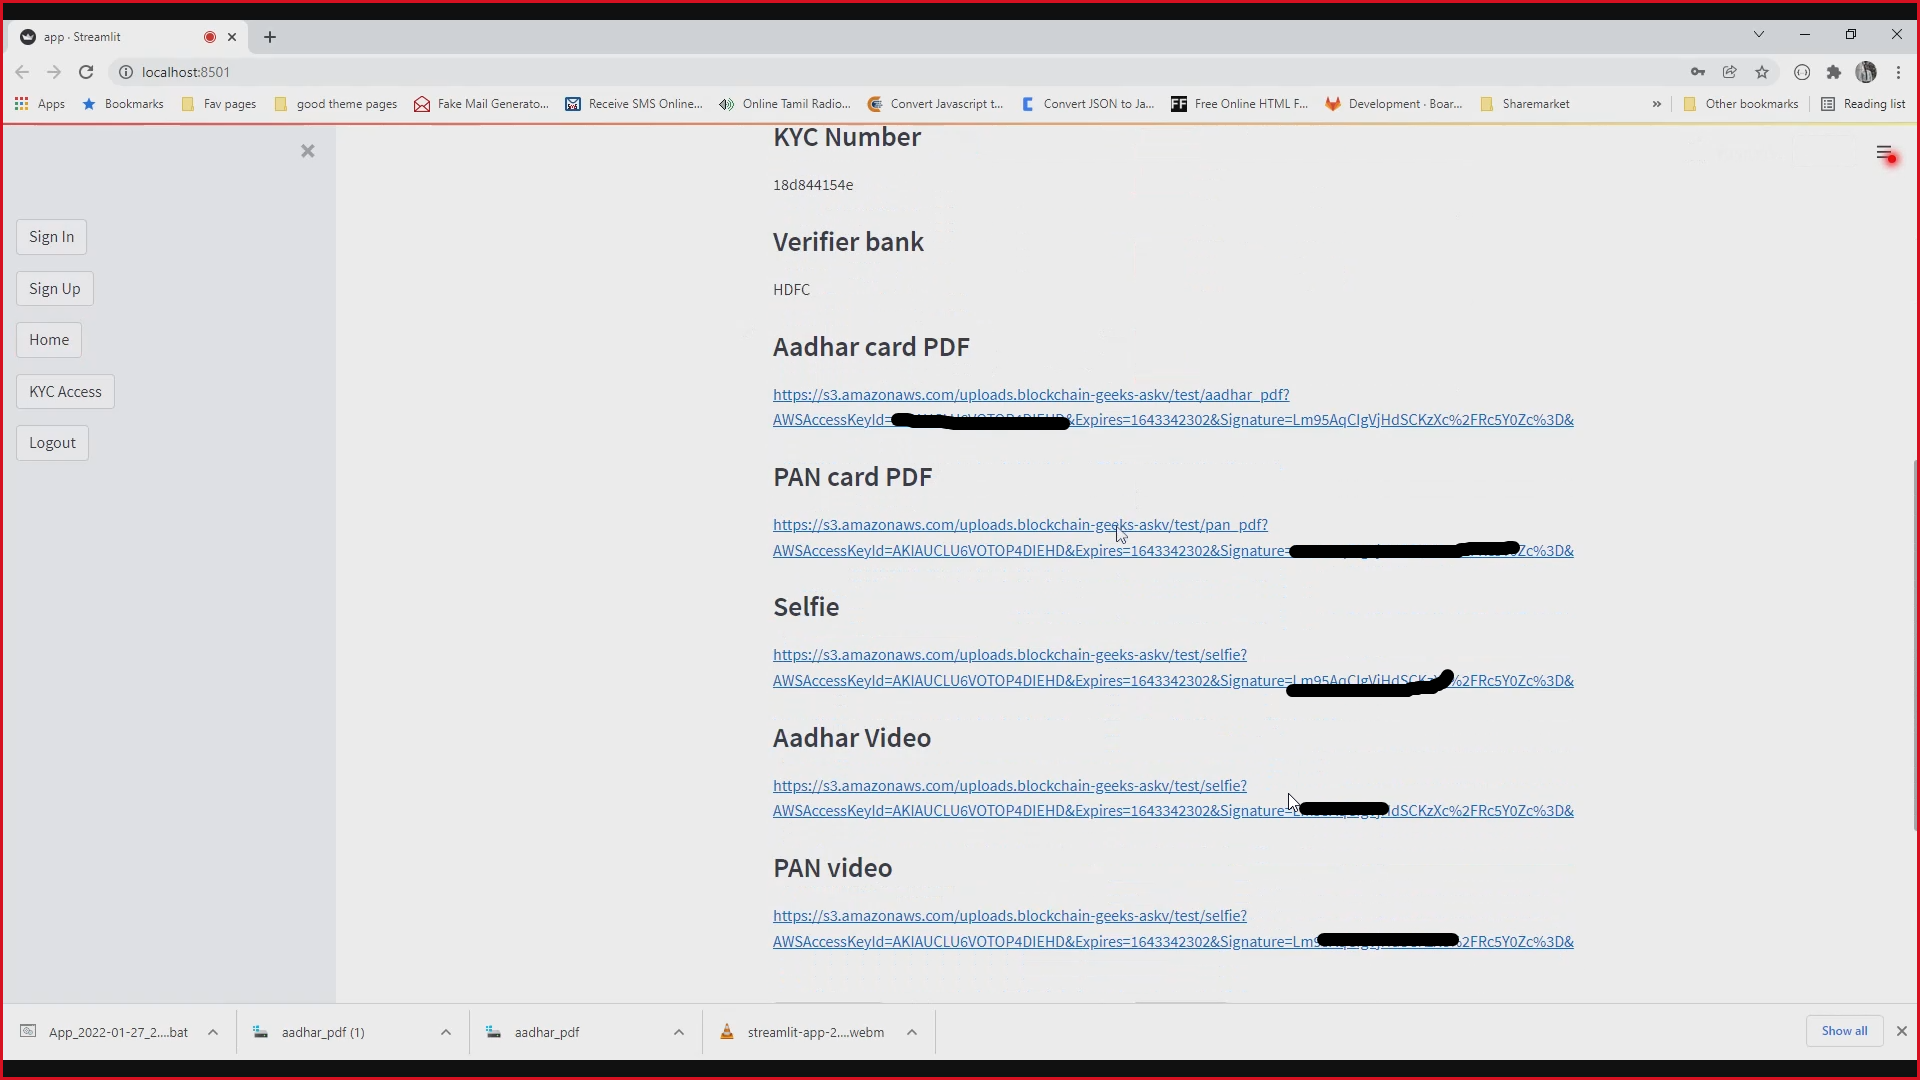 app · Streamlit
localhost:8501
Apps Bookmarks Fav pages good theme pages Fake Mail Generato... Receive SMS Online... Online Tamil Radio... Convert Javascript t... Convert JSON to Ja... Free Online HTML F... Development · Boar... Sharemarket » Other bookmarks Reading list
Sign In
Sign Up
Home
KYC Access
Logout
KYC Number
18d844154e
Verifier bank
HDFC
Aadhar card PDF
https://s3.amazonaws.com/uploads.blockchain-geeks-askv/test/aadhar_pdf?
AWSAccessKeyId= &Expires=1643342302&Signature=Lm95AqCIgVjHdSCKzXc%2FRc5Y0Zc%3D&
PAN card PDF
https://s3.amazonaws.com/uploads.blockchain-geeks-askv/test/pan_pdf?
AWSAccessKeyId=AKIAUCLU6VOTOP4DIEHD&Expires=1643342302&Signature= Zc%3D&
Selfie
https://s3.amazonaws.com/uploads.blockchain-geeks-askv/test/selfie?
AWSAccessKeyId=AKIAUCLU6VOTOP4DIEHD&Expires=1643342302&Signature= %2FRc5Y0Zc%3D&
Aadhar Video
https://s3.amazonaws.com/uploads.blockchain-geeks-askv/test/selfie?
AWSAccessKeyId=AKIAUCLU6VOTOP4DIEHD&Expires=1643342302&Signature= dSCKzXc%2FRc5Y0Zc%3D&
PAN video
https://s3.amazonaws.com/uploads.blockchain-geeks-askv/test/selfie?
AWSAccessKeyId=AKIAUCLU6VOTOP4DIEHD&Expires=1643342302&Signature=Lm 2FRc5Y0Zc%3D&
App_2022-01-27_2....bat aadhar_pdf (1) aadhar_pdf streamlit-app-2....webm Show all